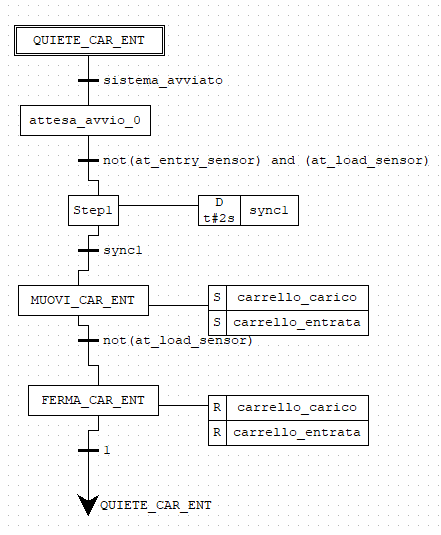 QUIETE_CAR_ENT
sistema_avviato
attesa_avvio_0
not(at_entry_sensor) and (at_load_sensor)
Step1
D
t#2s
sync1
sync1
MUOVI_CAR_ENT
S carrello_carico
S carrello_entrata
not(at_load_sensor)
FERMA_CAR_ENT
R carrello_carico
R carrello_entrata
1
QUIETE_CAR_ENT